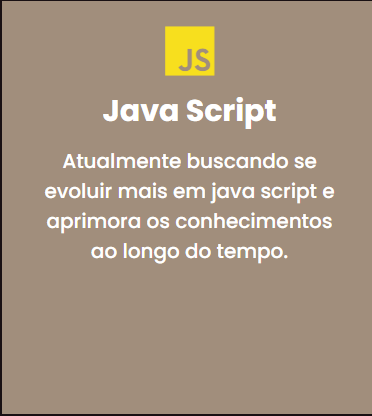 JS
Java Script
Atualmente buscando se
evoluir mais em java script e
aprimora os conhecimentos
ao longo do tempo.